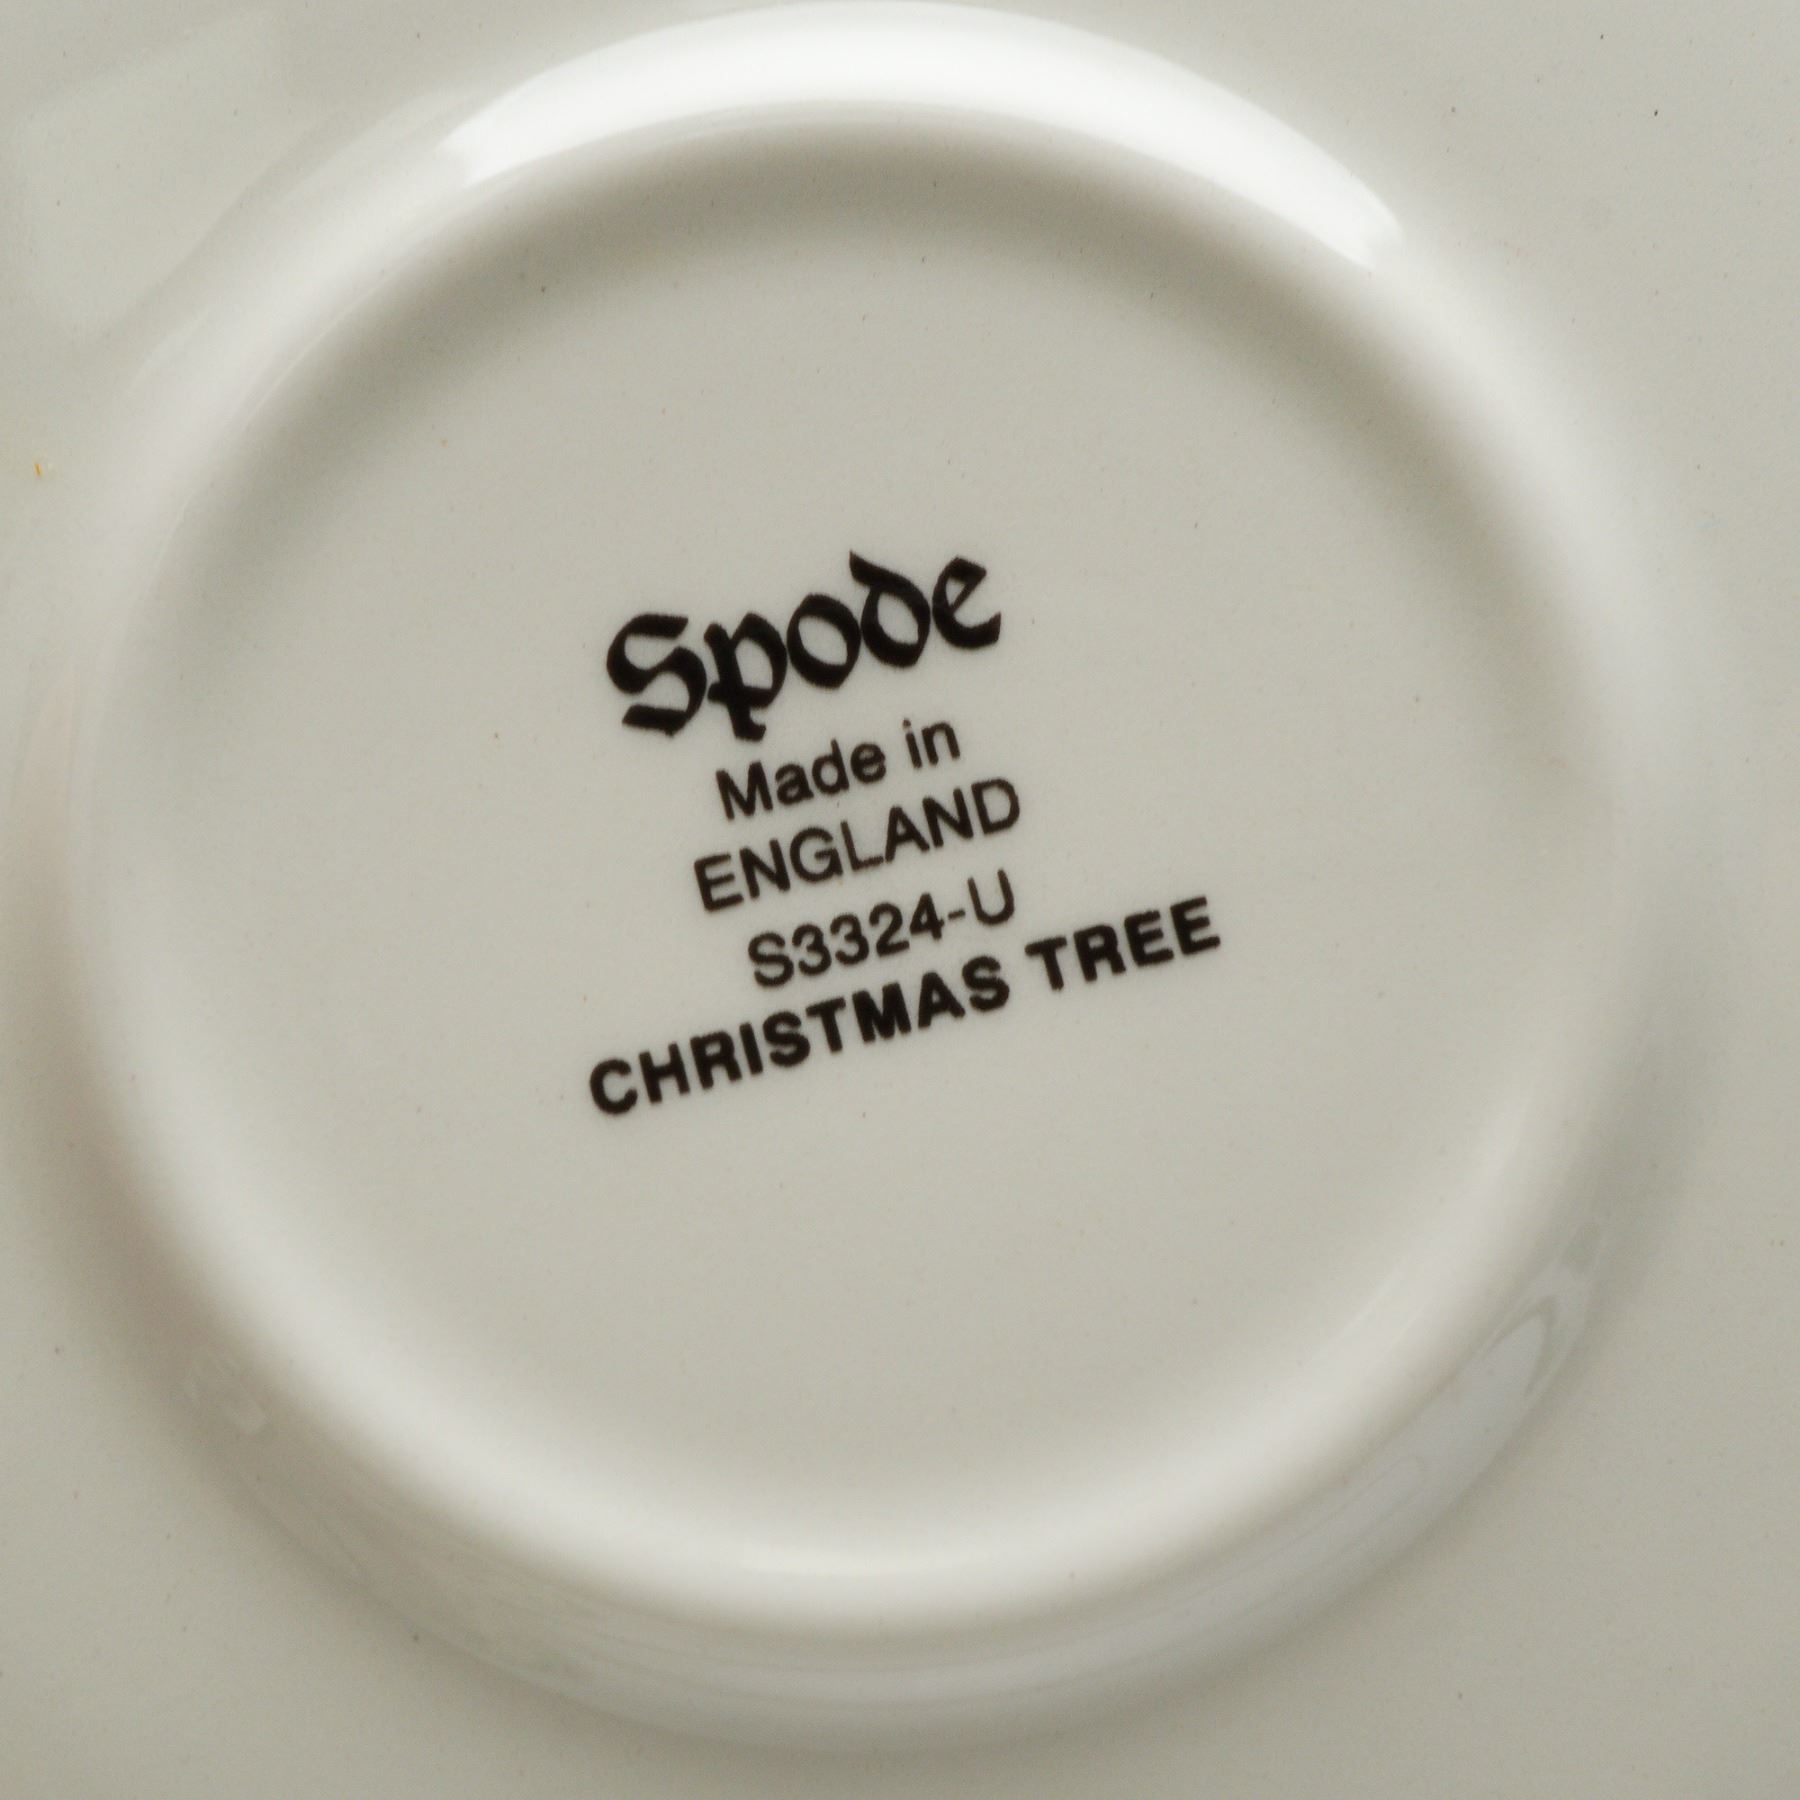 Spode
Made in
ENGLAND
S3324-U
CHRISTMAS TREE